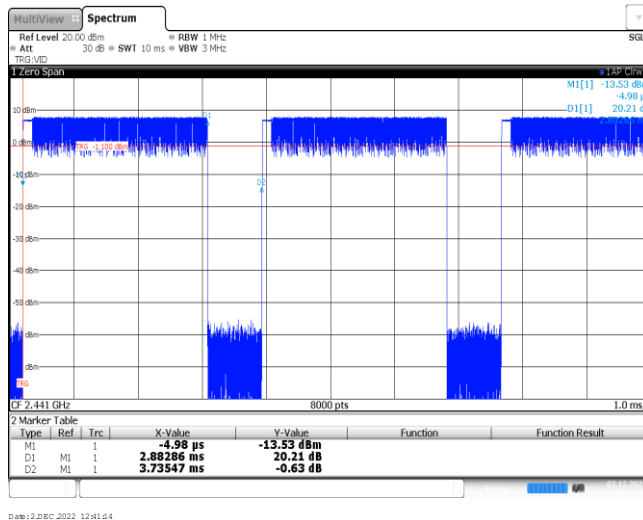 MultiView Spectrum
Ref Level 20.00 dBm RBW 1 MHz SGL
Att 30 dB SWT 10 ms VBW 3 MHz
TRG:VID
1 Zero Span 1AP Clrw
M1[1] -13.53 dBm
-4.98 µs
D1[1] 20.21 dB
10 dBm
D1
0 dBm
TRG -1.100 dBm
D2
-20 dBm
-30 dBm
-40 dBm
-50 dBm
TRG
CF 2.441 GHz 8000 pts 1.0 ms
2 Marker Table
Type Ref Trc X-Value Y-Value Function Function Result
M1 1 -4.98 µs -13.53 dBm
D1 M1 1 2.88286 ms 20.21 dB
D2 M1 1 3.73547 ms -0.63 dB
Date: 2.DEC.2022 12:41:14